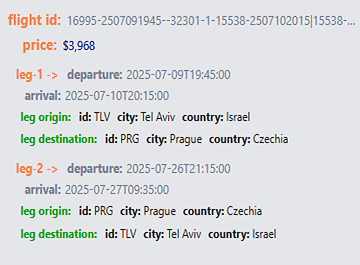 flight id: 16995-2507091945--32301-1-15538-2507102015|15538-...
price: $3,968
leg-1 -> departure: 2025-07-09T19:45:00
arrival: 2025-07-10T20:15:00
leg origin: id: TLV city: Tel Aviv country: Israel
leg destination: id: PRG city: Prague country: Czechia
leg-2 -> departure: 2025-07-26T21:15:00
arrival: 2025-07-27T09:35:00
leg origin: id: PRG city: Prague country: Czechia
leg destination: id: TLV city: Tel Aviv country: Israel